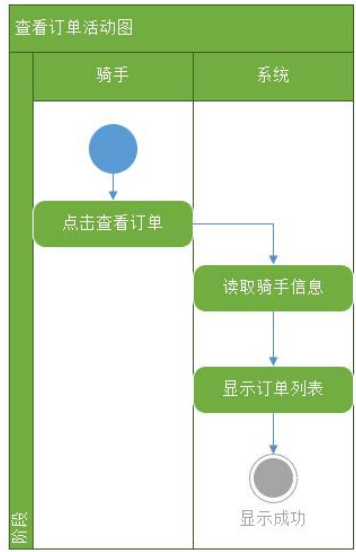 查看订单活动图
骑手
系统
点击查看订单
读取骑手信息
显示订单列表
显示成功
阶段